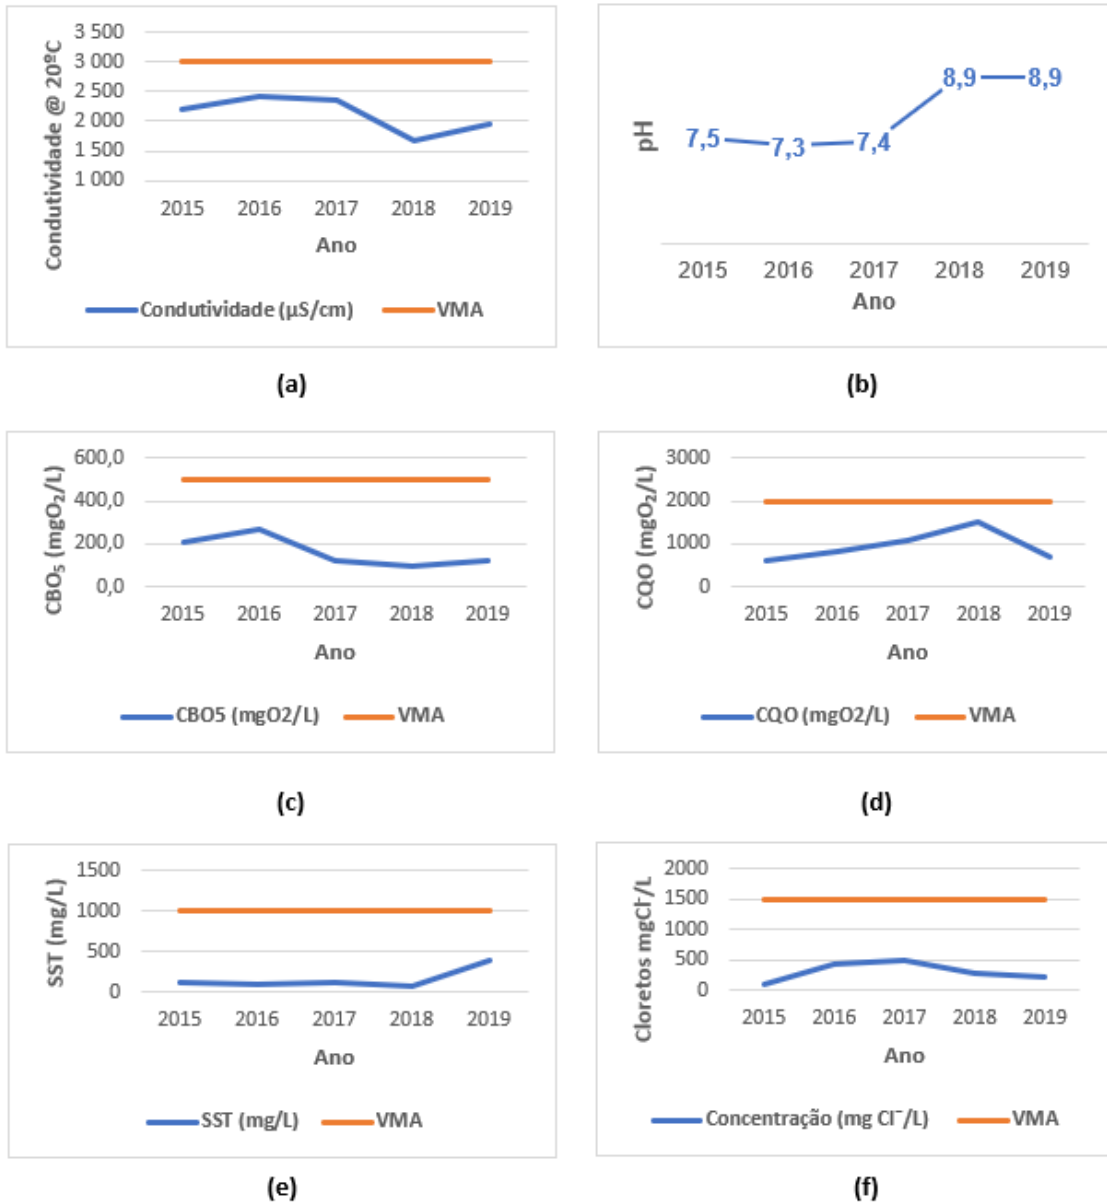 Condutividade @ 20ºC
3 500
3 000
2 500
2 000
1 500
1 000
2015 2016 2017 2018 2019
Ano
Condutividade (µS/cm) VMA
(a)
pH
7,5 7,3 7,4 8,9 8,9
2015 2016 2017 2018 2019
Ano
(b)
CBO₅ (mgO₂/L)
600,0
400,0
200,0
0,0
2015 2016 2017 2018 2019
Ano
CBO5 (mgO2/L) VMA
(c)
CQO (mgO₂/L)
3000
2000
1000
0
2015 2016 2017 2018 2019
Ano
CQO (mgO2/L) VMA
(d)
SST (mg/L)
1500
1000
500
0
2015 2016 2017 2018 2019
Ano
SST (mg/L) VMA
(e)
Cloretos mgCl⁻/L
2000
1500
1000
500
0
2015 2016 2017 2018 2019
Ano
Concentração (mg Cl⁻/L) VMA
(f)